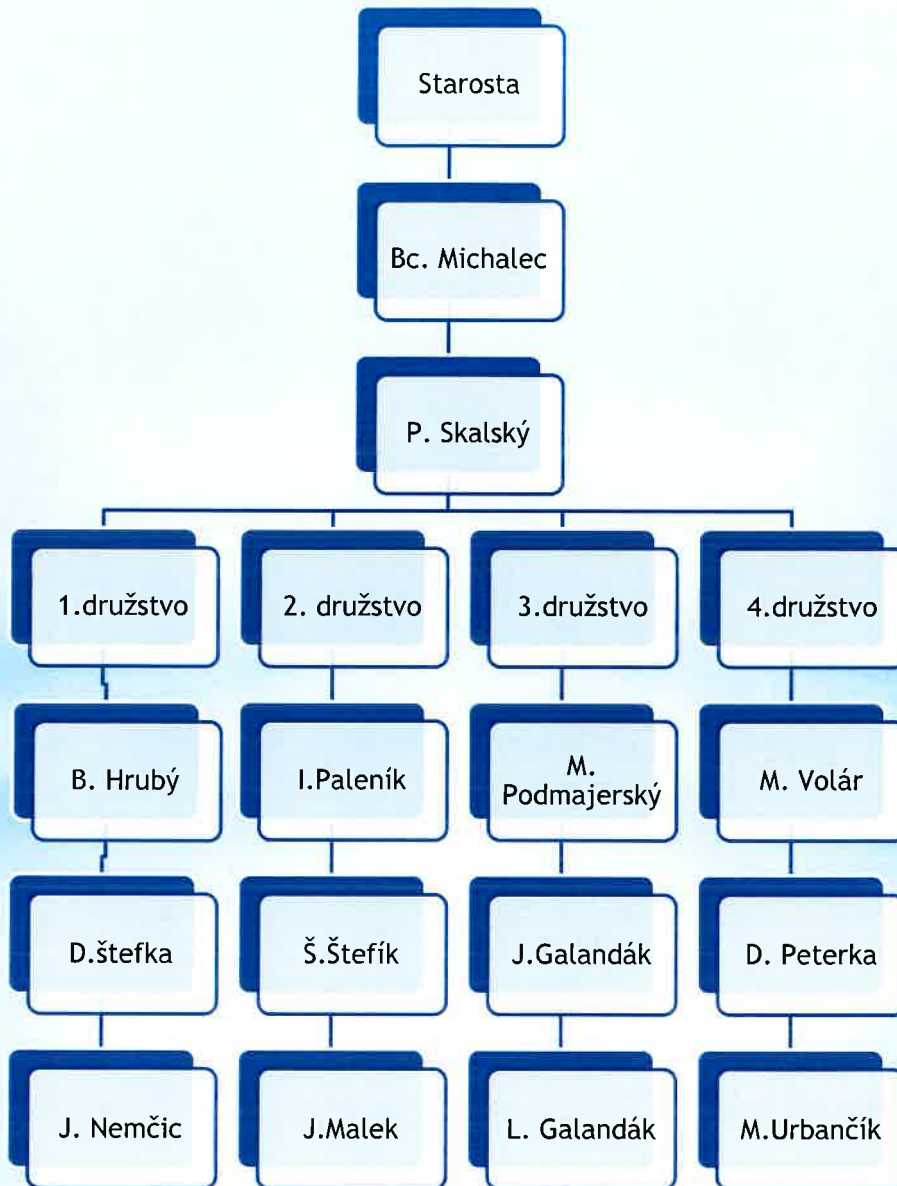 Starosta
Bc. Michalec
P. Skalský
1.družstvo
2. družstvo
3.družstvo
4.družstvo
B. Hrubý
I.Paleník
M.
Podmajerský
M. Volár
D.štefka
Š.Štefík
J.Galandák
D. Peterka
J. Nemčic
J.Malek
L. Galandák
M.Urbančík